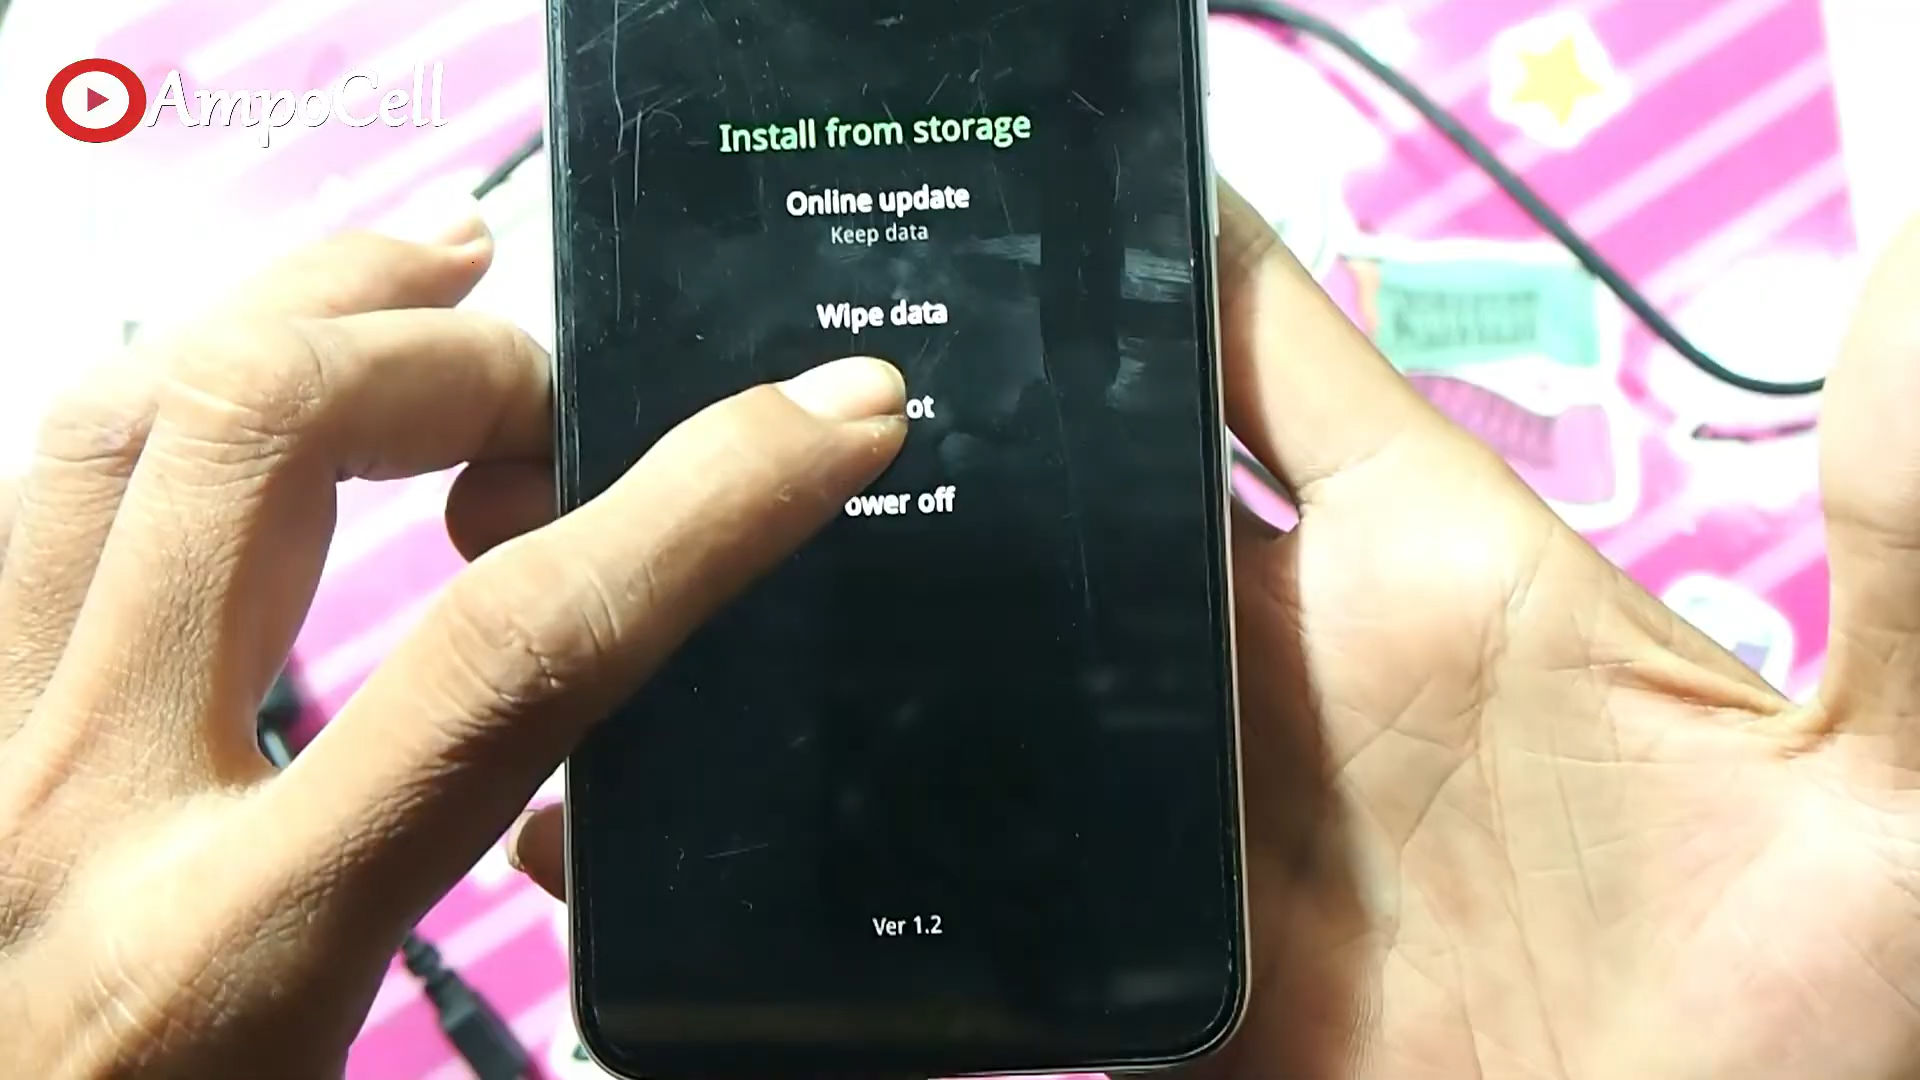 AmpoCell
Install from storage
Online update
Keep data
Wipe data
ot
ower off
Ver 1.2